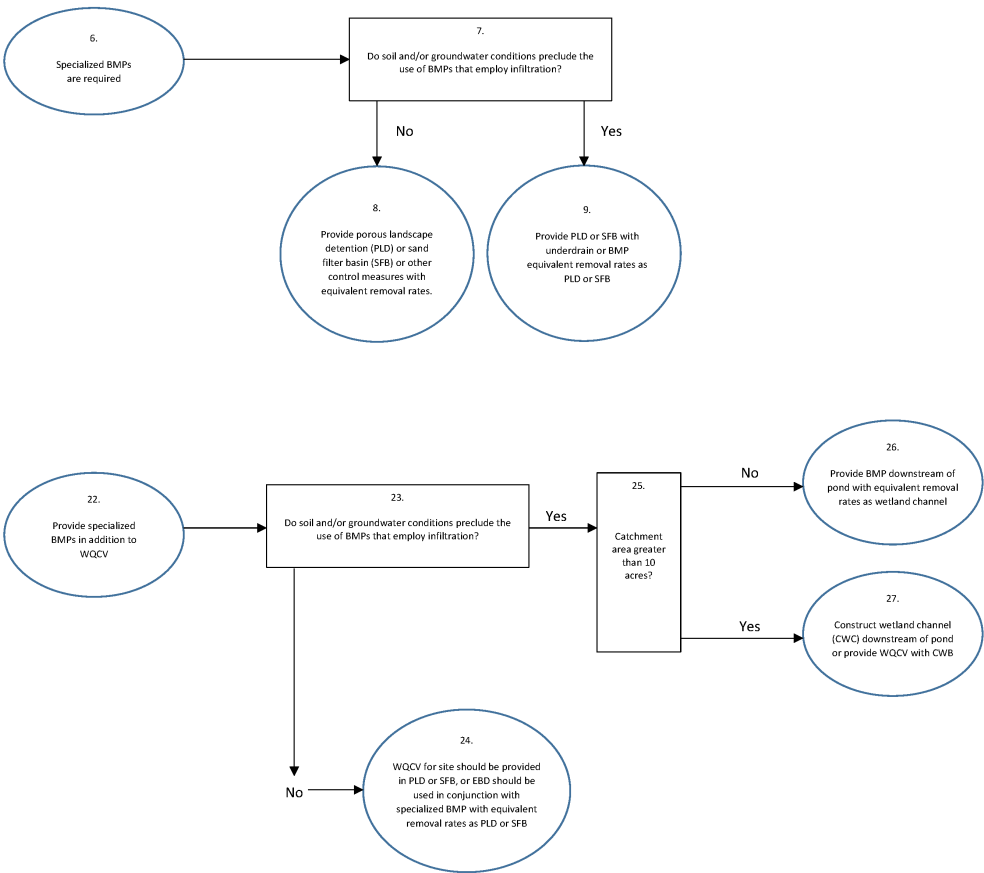 6.
Specialized BMPs
are required
7.
Do soil and/or groundwater conditions preclude the
use of BMPs that employ infiltration?
No
Yes
8.
Provide porous landscape
detention (PLD) or sand
filter basin (SFB) or other
control measures with
equivalent removal rates.
9.
Provide PLD or SFB with
underdrain or BMP
equivalent removal rates as
PLD or SFB
22.
Provide specialized
BMPs in addition to
WQCV
23.
Do soil and/or groundwater conditions preclude the
use of BMPs that employ infiltration?
Yes
25.
Catchment
area greater
than 10
acres?
No
26.
Provide BMP downstream of
pond with equivalent removal
rates as wetland channel
Yes
27.
Construct wetland channel
(CWC) downstream of pond
or provide WQCV with CWB
No
24.
WQCV for site should be provided
in PLD or SFB, or EBD should be
used in conjunction with
specialized BMP with equivalent
removal rates as PLD or SFB